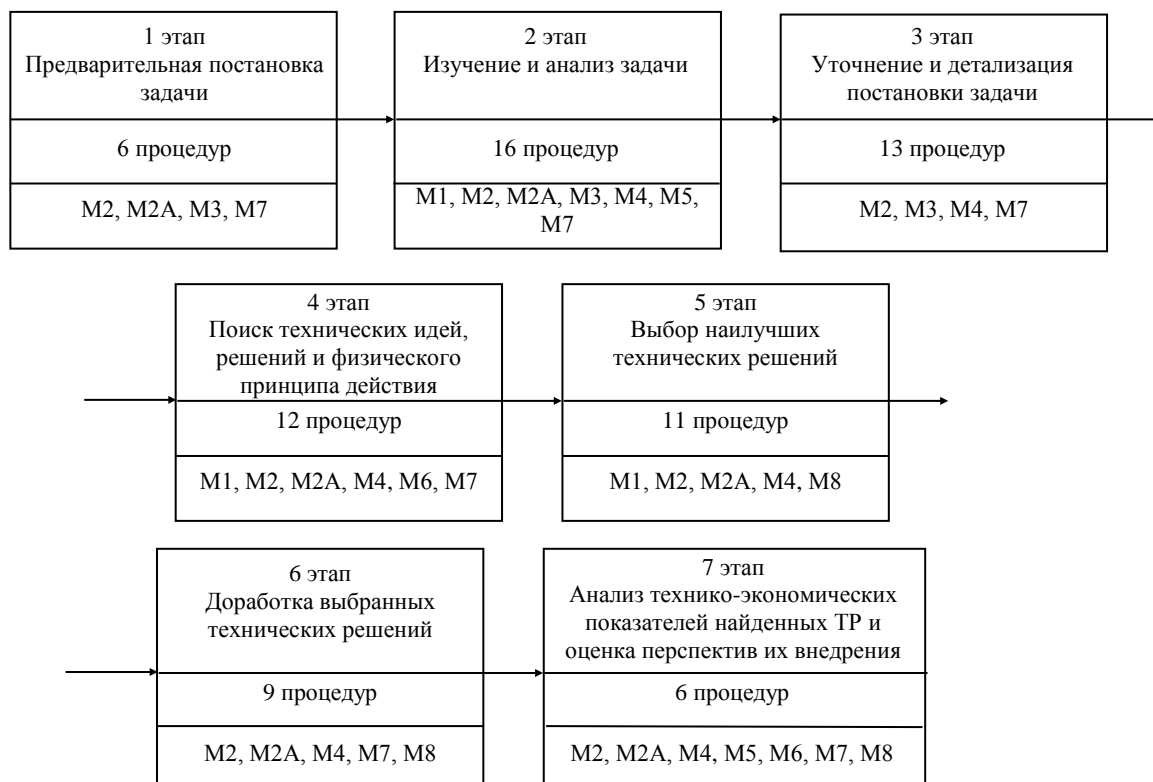 1 этап
Предварительная постановка
задачи
6 процедур
М2, М2А, М3, М7
2 этап
Изучение и анализ задачи
16 процедур
М1, М2, М2А, М3, М4, М5,
М7
3 этап
Уточнение и детализация
постановки задачи
13 процедур
М2, М3, М4, М7
4 этап
Поиск технических идей,
решений и физического
принципа действия
12 процедур
М1, М2, М2А, М4, М6, М7
5 этап
Выбор наилучших
технических решений
11 процедур
М1, М2, М2А, М4, М8
6 этап
Доработка выбранных
технических решений
9 процедур
М2, М2А, М4, М7, М8
7 этап
Анализ технико-экономических
показателей найденных ТР и
оценка перспектив их внедрения
6 процедур
М2, М2А, М4, М5, М6, М7, М8